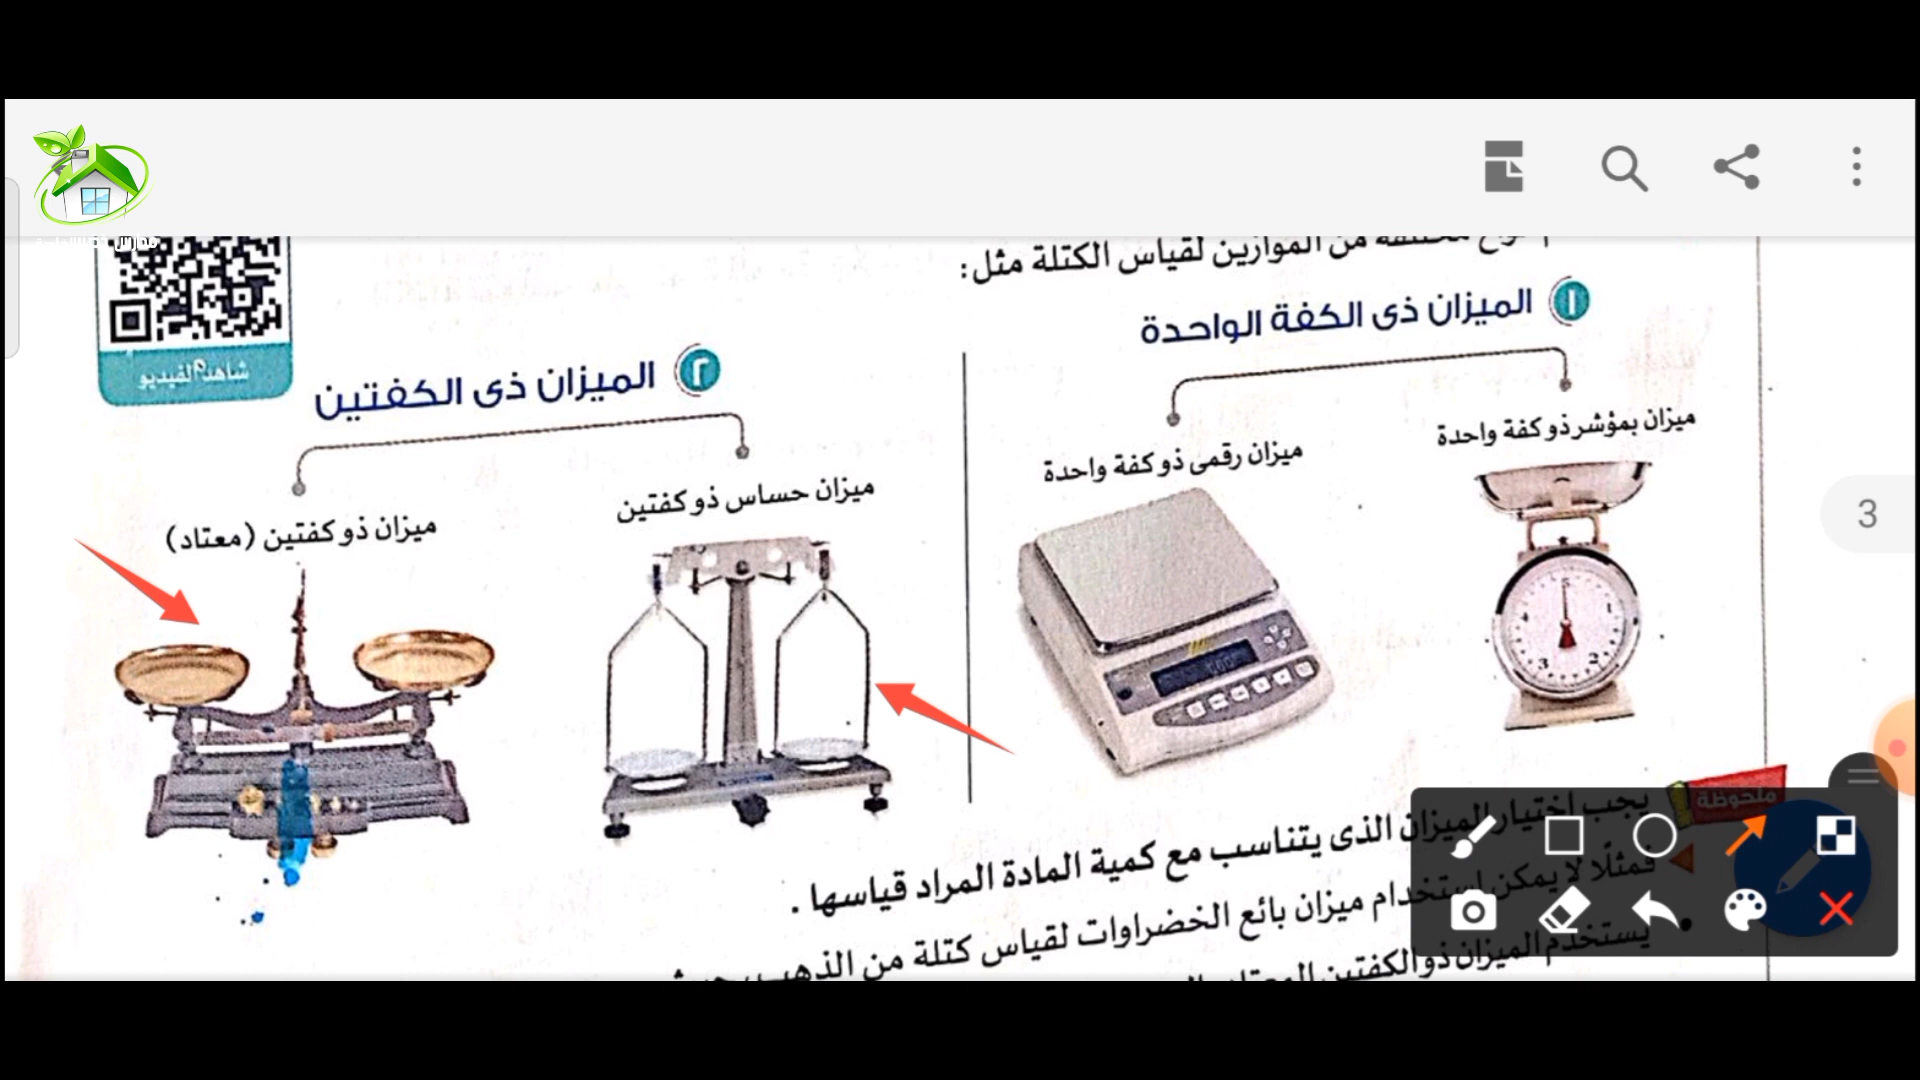 مختلفة من الموازين لقياس الكتلة مثل:
١ الميزان ذى الكفة الواحدة
ميزان بمؤشر ذو كفة واحدة
ميزان رقمى ذو كفة واحدة
٢ الميزان ذى الكفتين
ميزان حساس ذو كفتين
ميزان ذو كفتين (معتاد)
شاهد الفيديو
3
ملحوظة
يجب اختيار الميزان الذى يتناسب مع كمية المادة المراد قياسها .
فمثلًا لا يمكن استخدام ميزان بائع الخضراوات لقياس كتلة من الذهب
يستخدم الميزان ذو الكفتين